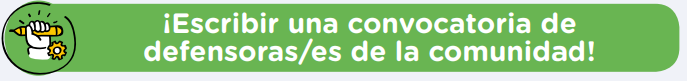 ¡Escribir una convocatoria de
defensoras/es de la comunidad!